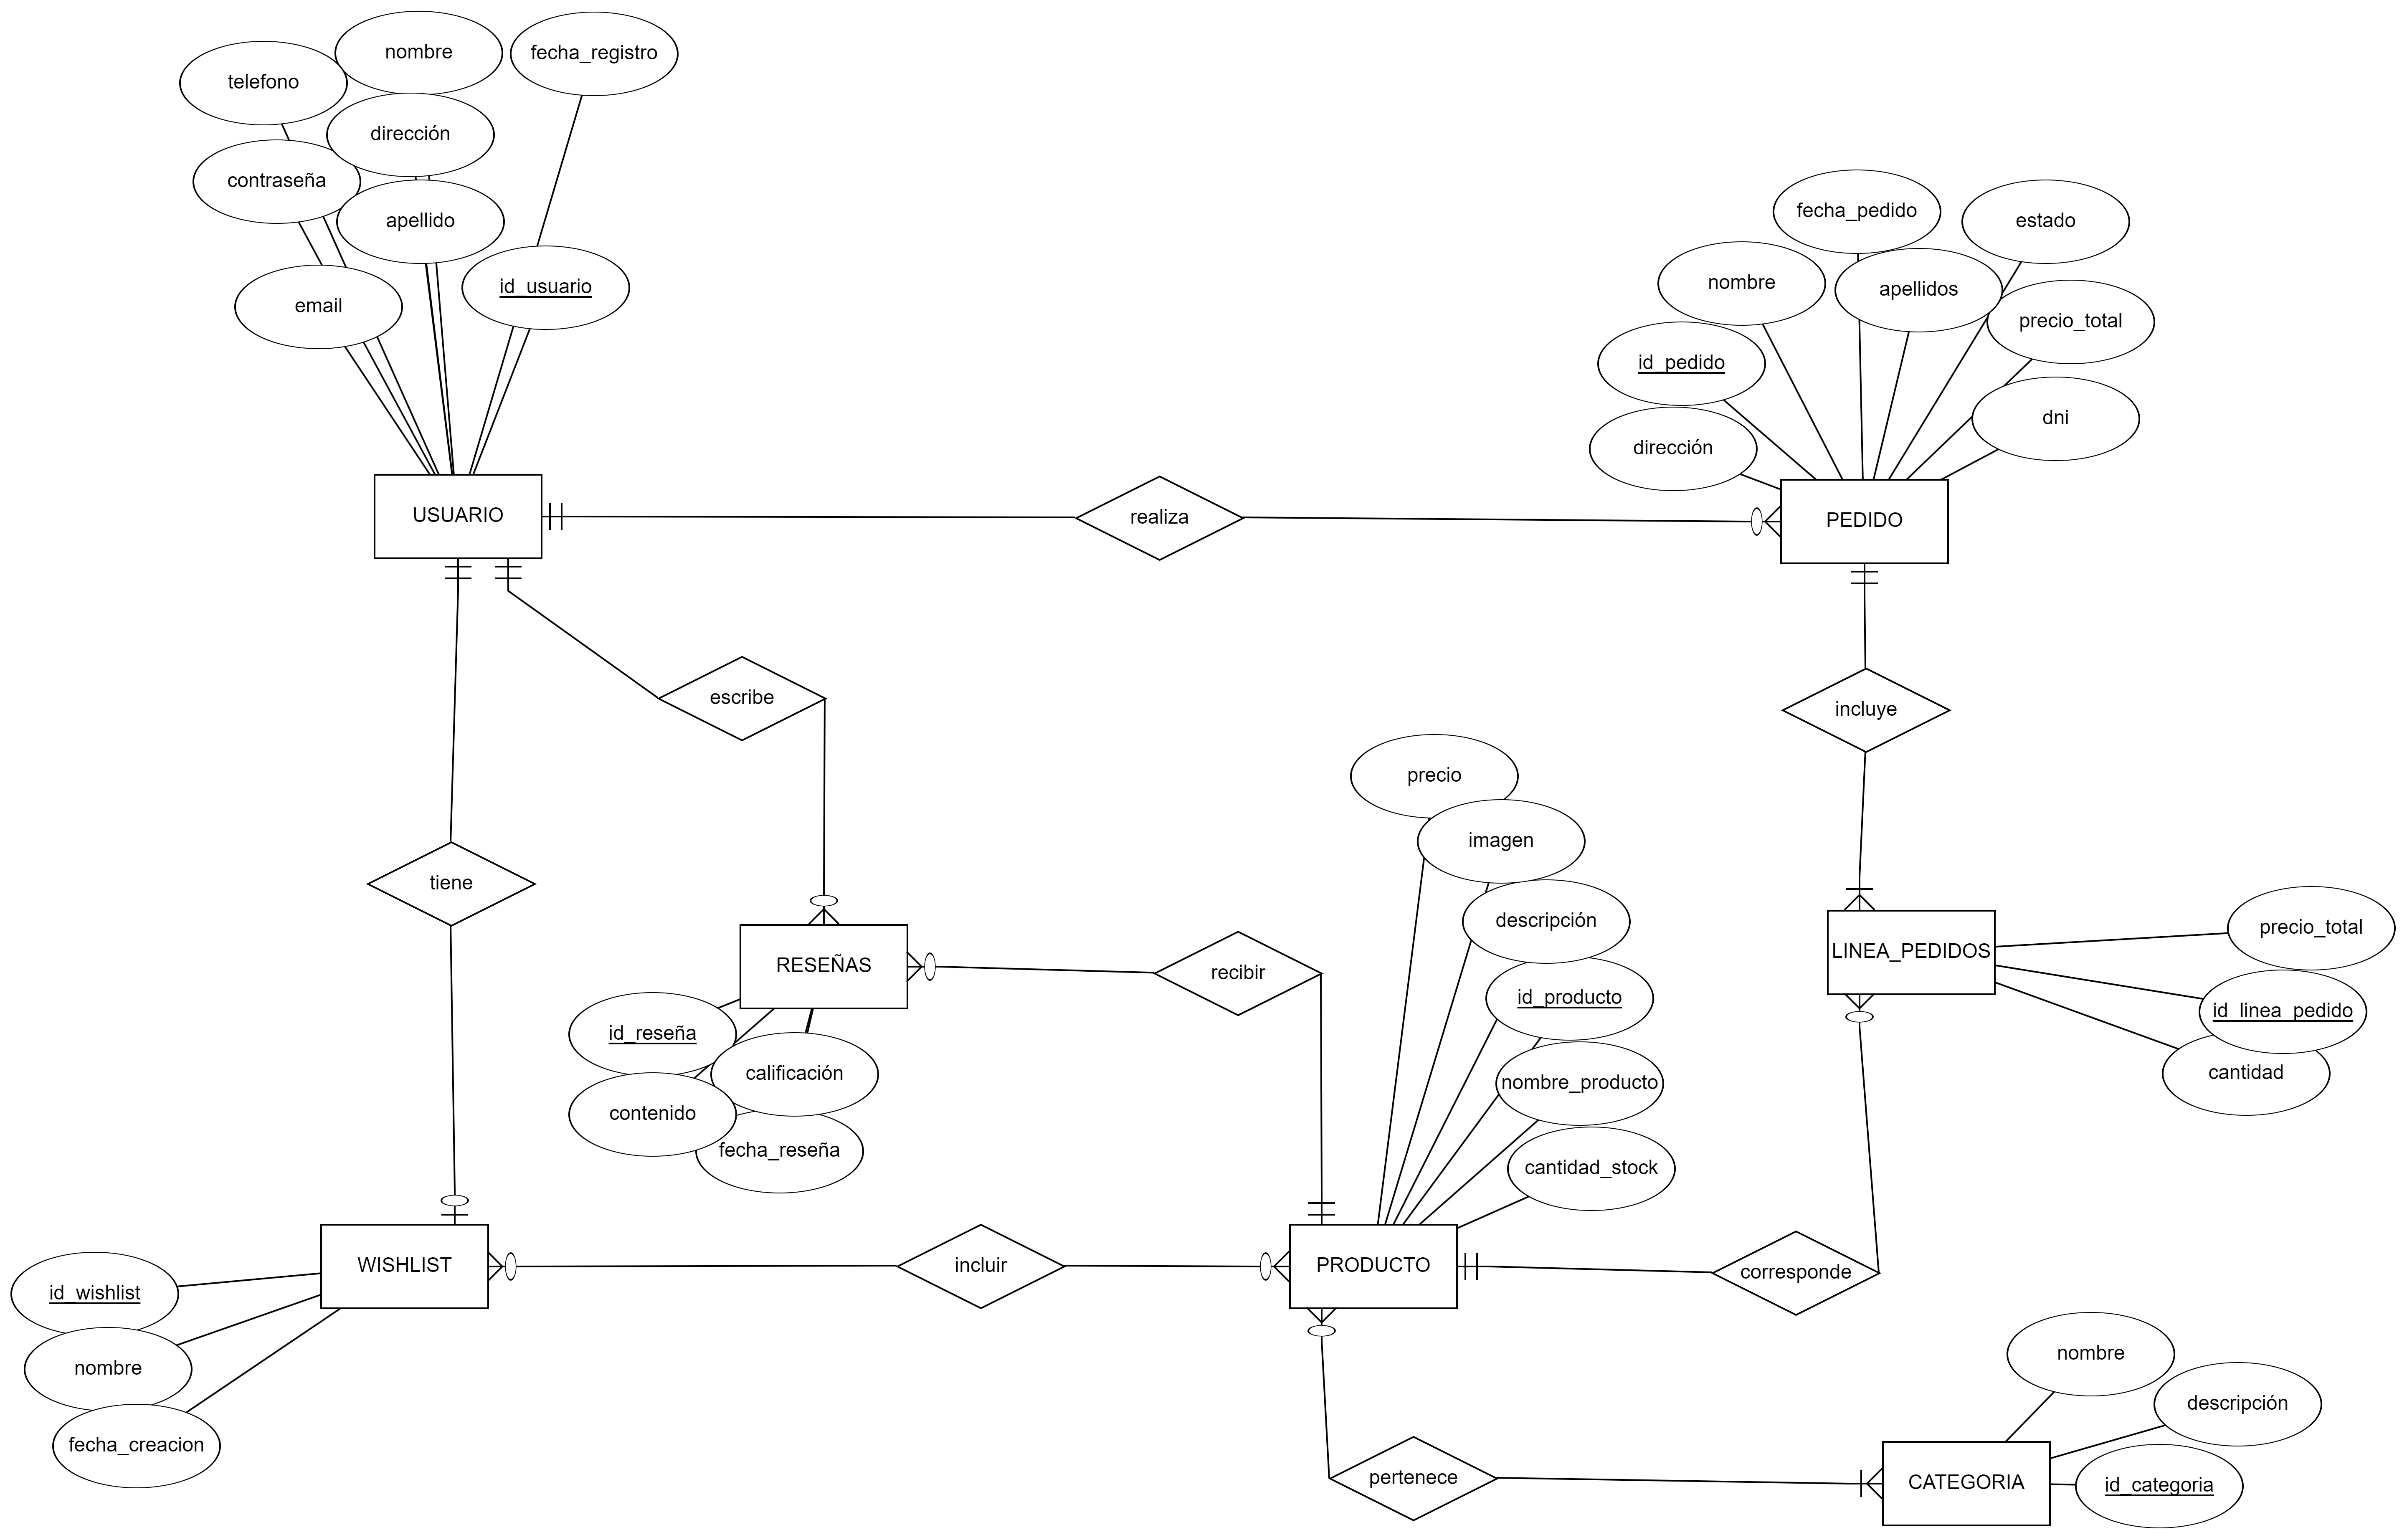 nombre
fecha_registro
telefono
dirección
contraseña
apellido
id_usuario
email
USUARIO
fecha_pedido
estado
nombre
apellidos
precio_total
id_pedido
dni
dirección
PEDIDO
realiza
escribe
incluye
tiene
precio
imagen
descripción
id_producto
nombre_producto
cantidad_stock
RESEÑAS
recibir
LINEA_PEDIDOS
precio_total
id_linea_pedido
cantidad
id_reseña
calificación
contenido
fecha_reseña
WISHLIST
incluir
PRODUCTO
corresponde
id_wishlist
nombre
fecha_creacion
nombre
descripción
pertenece
CATEGORIA
id_categoria